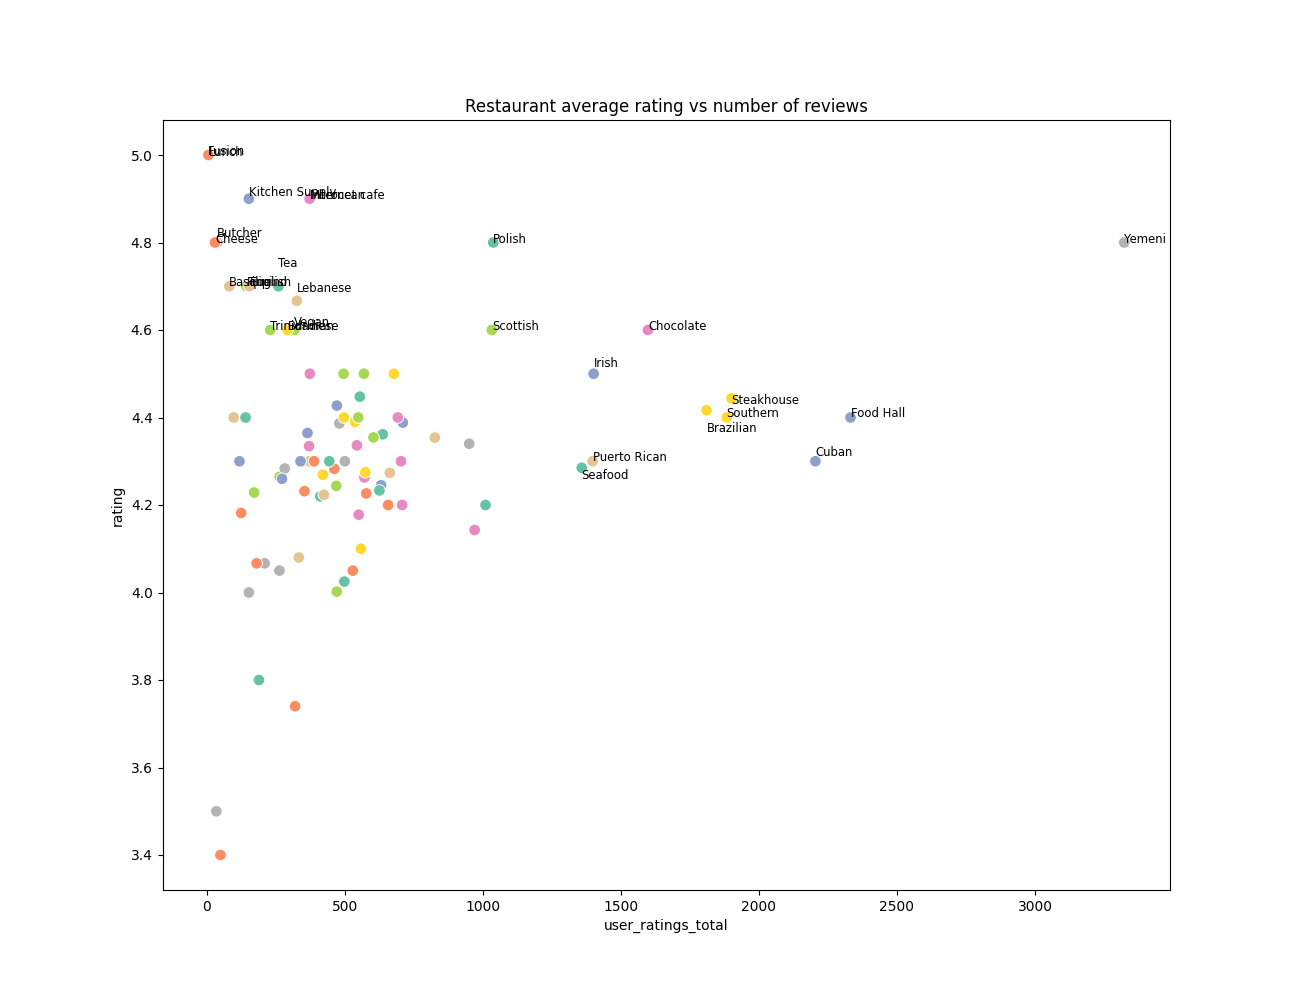 Restaurant average rating vs number of reviews
5.0
Fusion
Kitchen Supply
Butcher
Cheese
4.8
Polish
Yemeni
Tea
Lebanese
Vegan
4.6
Scottish
Chocolate
Irish
Steakhouse
4.4
Southern
Food Hall
Brazilian
Cuban
Puerto Rican
Seafood
4.2
rating
4.0
3.8
3.6
3.4
0
500
1000
1500
2000
2500
3000
user_ratings_total